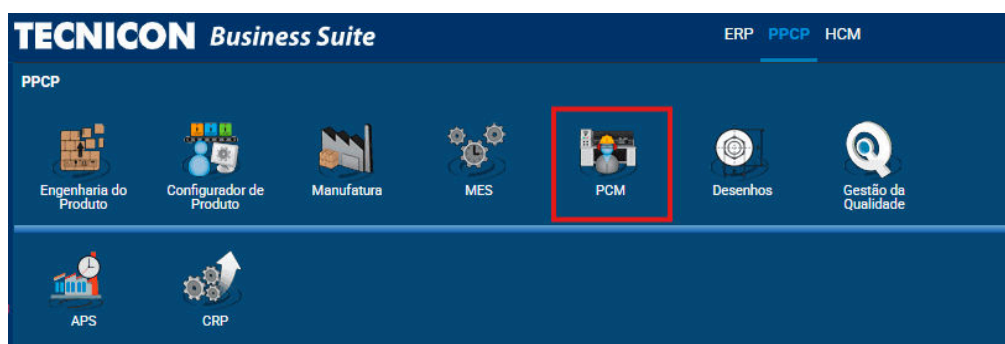 TECNICON Business Suite
ERP PPCP HCM
PPCP
Engenharia do
Produto
Configurador de
Produto
Manufatura
MES
PCM
Desenhos
Gestão da
Qualidade
APS
CRP